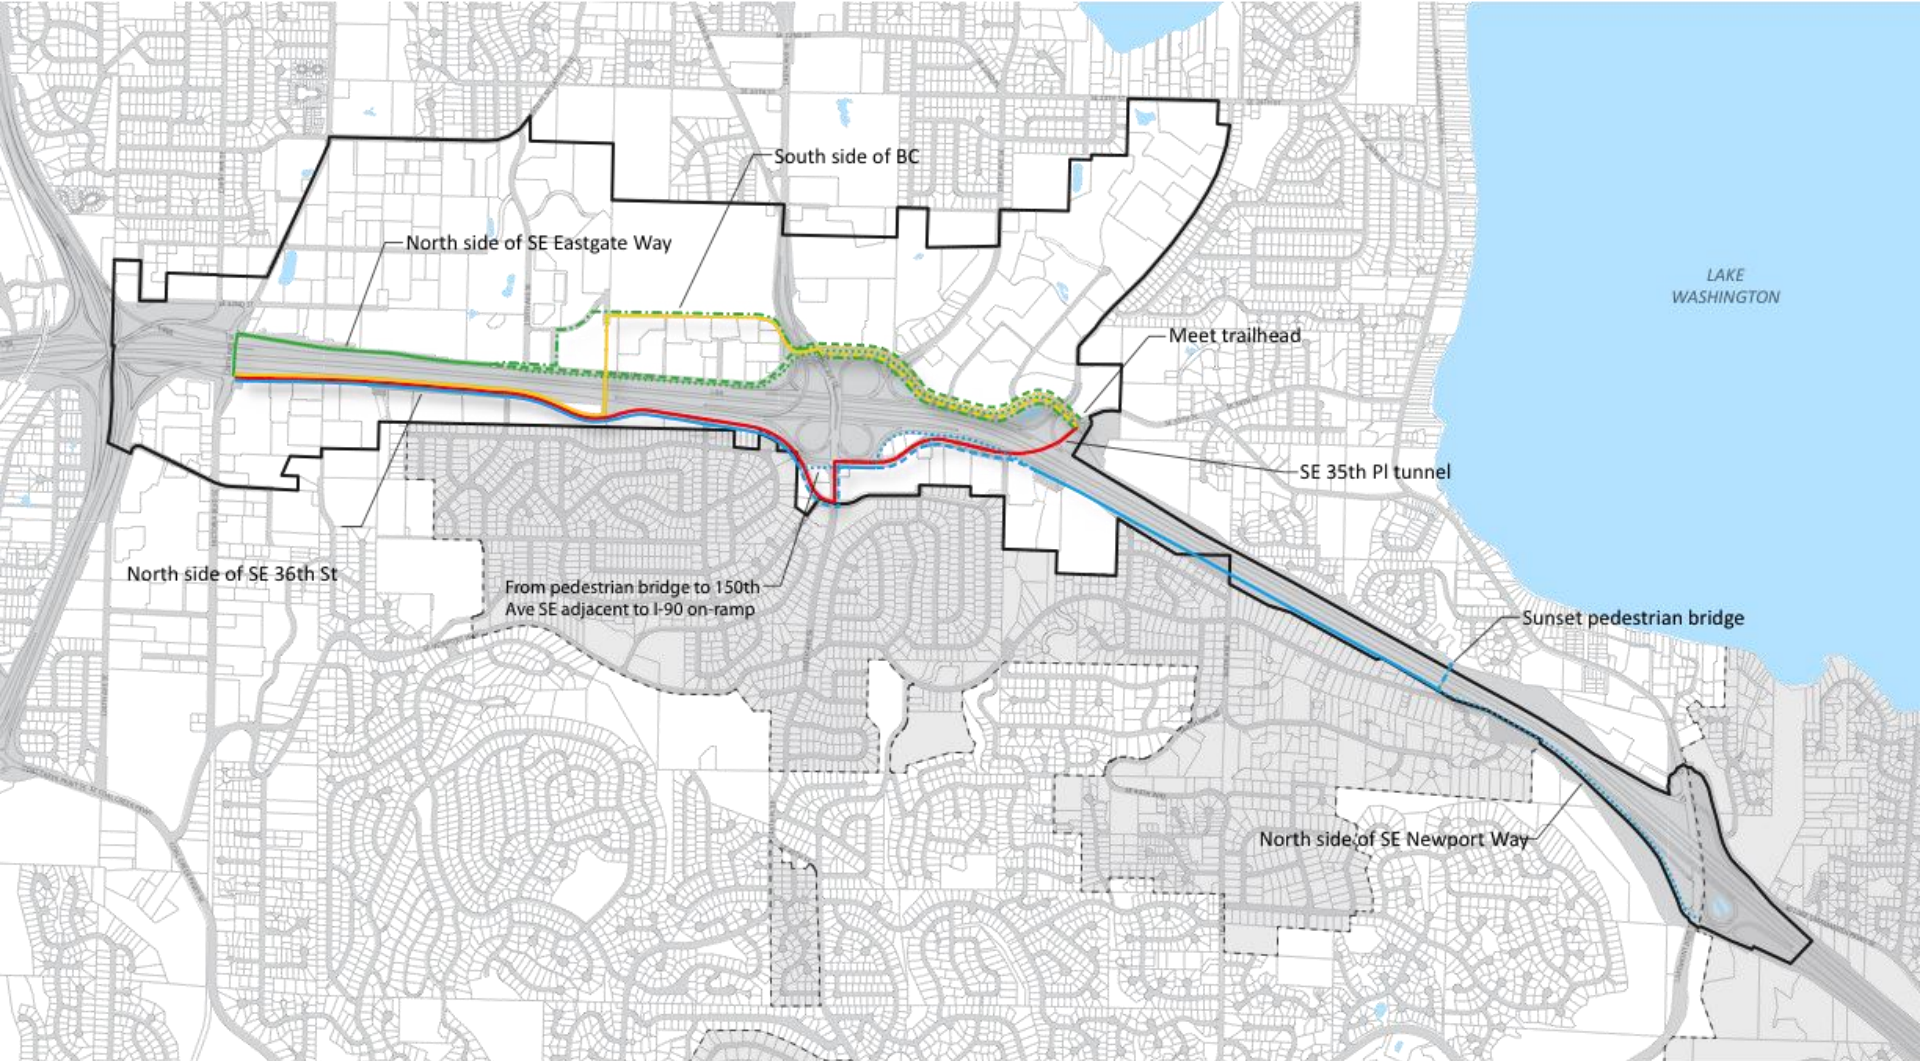 South side of BC
North side of SE Eastgate Way
LAKE
WASHINGTON
Meet trailhead
SE 35th Pl tunnel
North side of SE 36th St
From pedestrian bridge to 150th
Ave SE adjacent to I-90 on-ramp
Sunset pedestrian bridge
North side of SE Newport Way